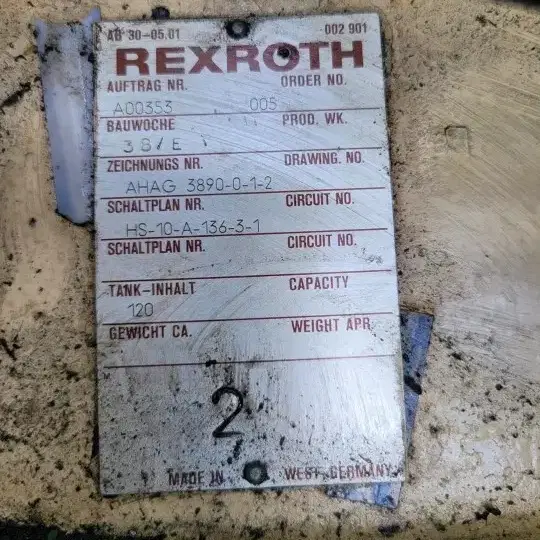 AB 30-05.01 002 901
REXROTH
AUFTRAG NR. ORDER NO.
A00353 005
BAUWOCHE PROD. WK.
38/E
ZEICHNUNGS NR. DRAWING. NO.
AHAG 3890-0-1-2
SCHALTPLAN NR. CIRCUIT NO.
HS-10-A-136-3-1
SCHALTPLAN NR. CIRCUIT NO.
TANK-INHALT CAPACITY
120
GEWICHT CA. WEIGHT APR.
2
MADE IN WEST GERMANY